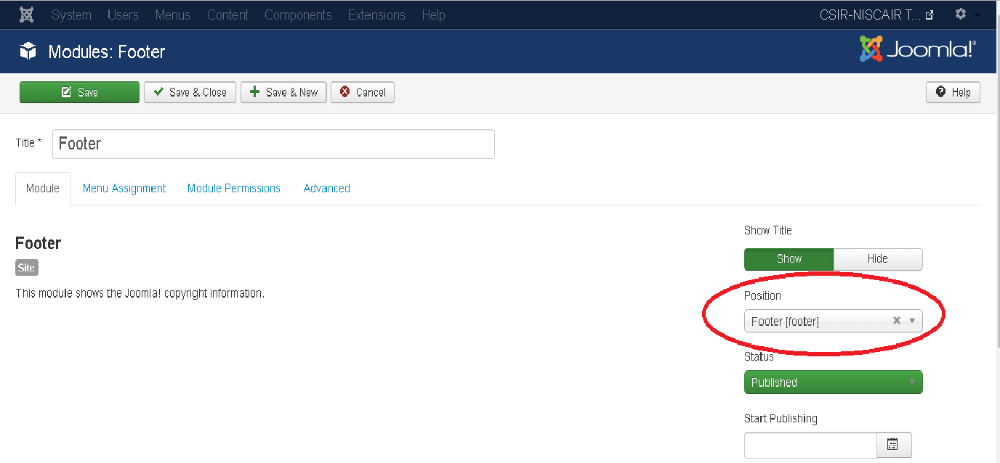 System Users Menus Content Components Extensions Help CSIR-NISCAIR T...
Modules: Footer Joomla!®
Save Save & Close Save & New Cancel Help
Title * Footer
Module Menu Assignment Module Permissions Advanced
Show Title
Footer
Show Hide
Site
This module shows the Joomla! copyright information.
Position
Footer [footer]
Status
Published
Start Publishing